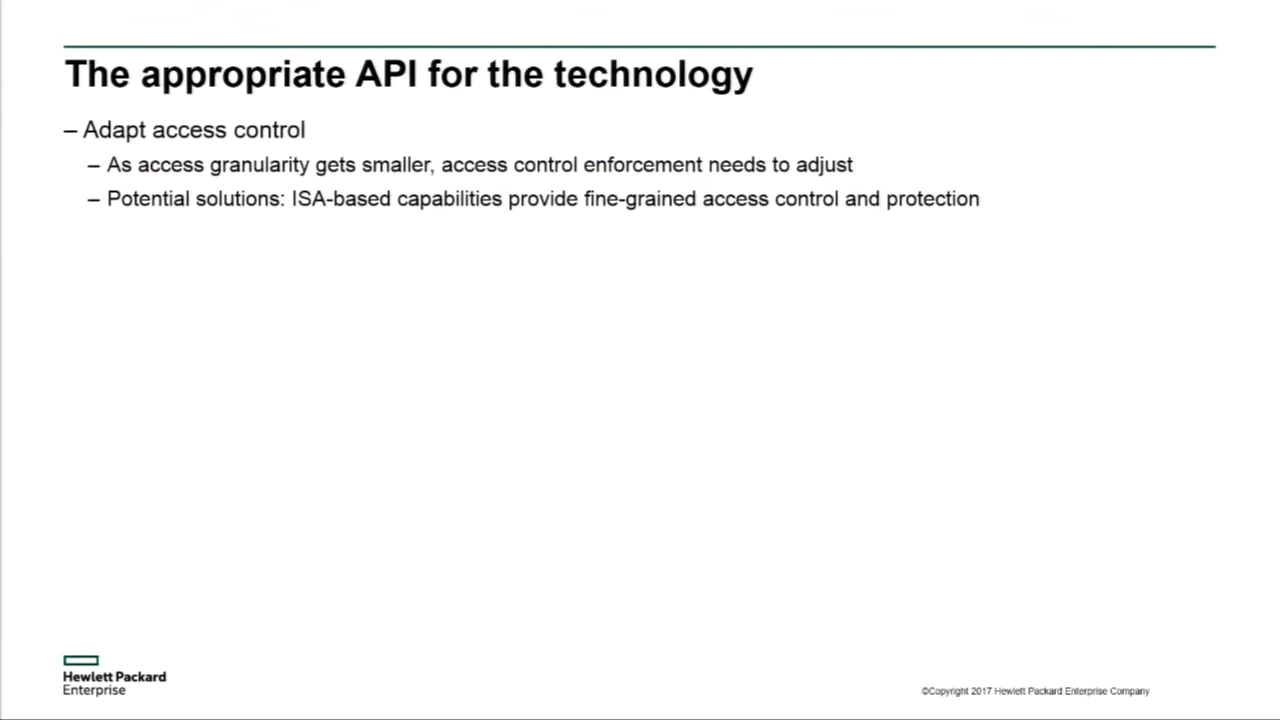 The appropriate API for the technology
– Adapt access control
– As access granularity gets smaller, access control enforcement needs to adjust
– Potential solutions: ISA-based capabilities provide fine-grained access control and protection
Hewlett Packard
Enterprise
©Copyright 2017 Hewlett Packard Enterprise Company